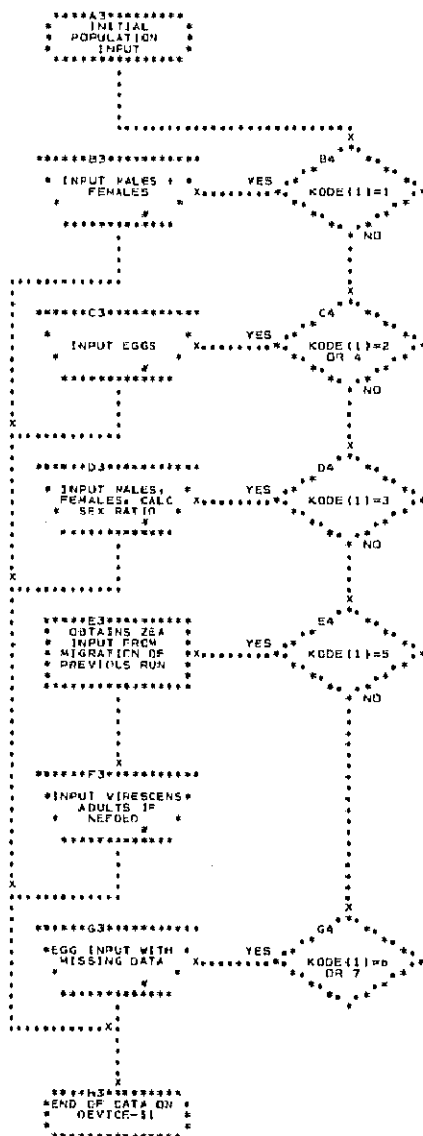 A3
INITIAL
POPULATION
INPUT
B3
INPUT MALES +
FEMALES
YES
B4
KODE(1)=1
NO
C3
INPUT EGGS
YES
C4
KODE(1)=2
OR 4
NO
D3
INPUT MALES,
FEMALES, CALC
SEX RATIO
YES
D4
KODE(1)=3
NO
E3
OBTAINS ZEA
INPUT FROM
MIGRATION OF
PREVIOUS RUN
YES
E4
KODE(1)=5
NO
F3
INPUT VIRESCENS
ADULTS IF
NEEDED
G3
EGG INPUT WITH
MISSING DATA
YES
G4
KODE(1)=6
OR 7
H3
END OF DATA ON